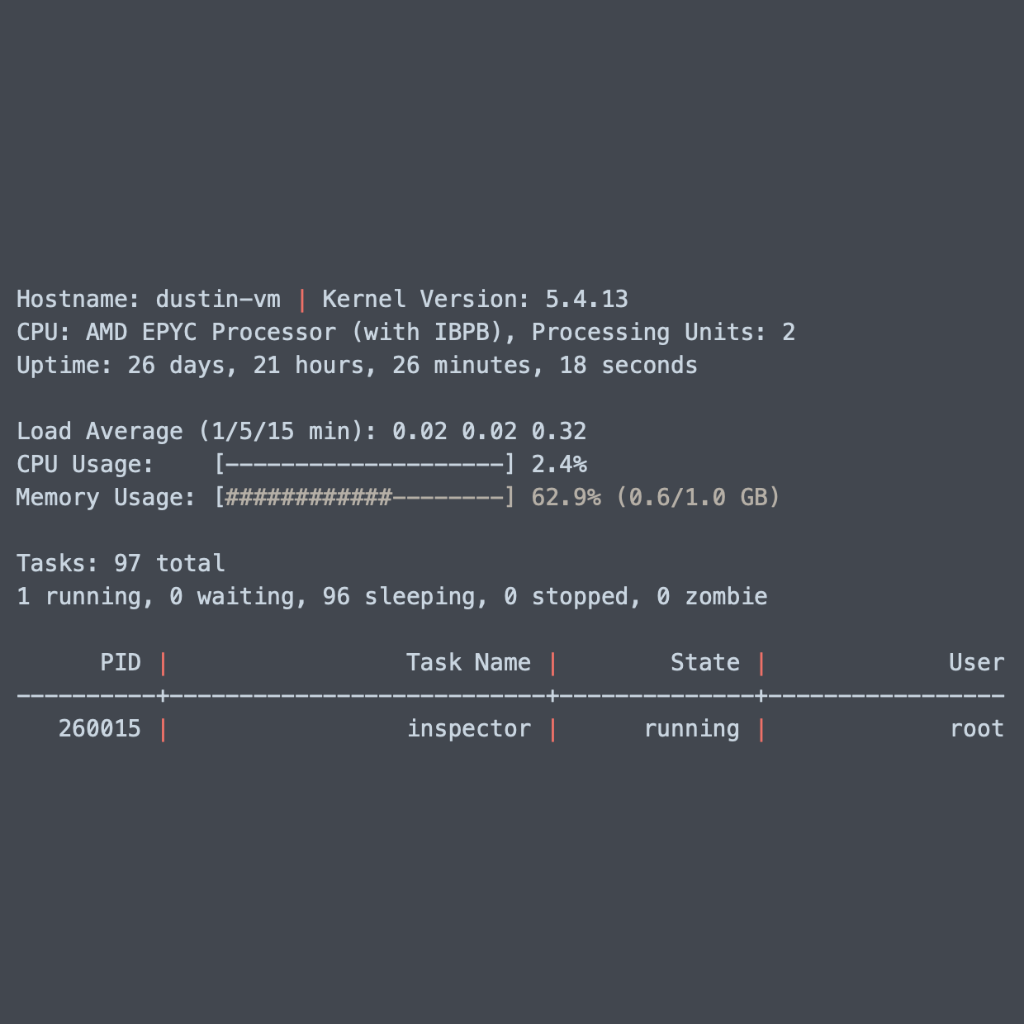 Hostname: dustin-vm | Kernel Version: 5.4.13
CPU: AMD EPYC Processor (with IBPB), Processing Units: 2
Uptime: 26 days, 21 hours, 26 minutes, 18 seconds
Load Average (1/5/15 min): 0.02 0.02 0.32
CPU Usage:    [--------------------] 2.4%
Memory Usage: [############--------] 62.9% (0.6/1.0 GB)
Tasks: 97 total
1 running, 0 waiting, 96 sleeping, 0 stopped, 0 zombie
      PID |                 Task Name |        State |             User
----------+---------------------------+--------------+-----------------
   260015 |                 inspector |      running |             root